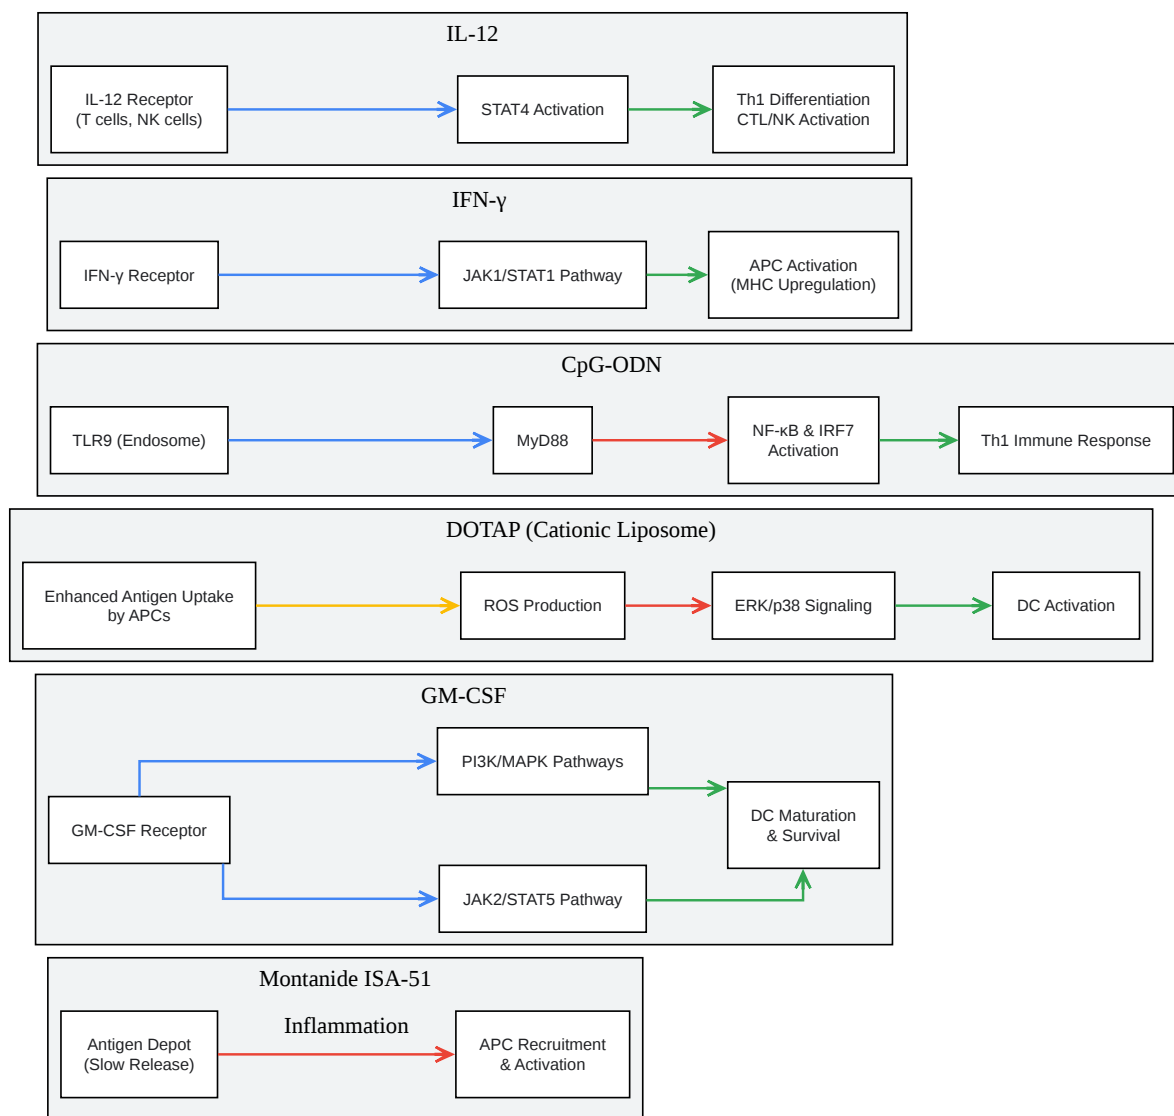 IL-12
IL-12 Receptor
(T cells, NK cells)
STAT4 Activation
Th1 Differentiation
CTL/NK Activation
IFN-γ
IFN-γ Receptor
JAK1/STAT1 Pathway
APC Activation
(MHC Upregulation)
CpG-ODN
TLR9 (Endosome)
MyD88
NF-κB & IRF7
Activation
Th1 Immune Response
DOTAP (Cationic Liposome)
Enhanced Antigen Uptake
by APCs
ROS Production
ERK/p38 Signaling
DC Activation
GM-CSF
GM-CSF Receptor
PI3K/MAPK Pathways
JAK2/STAT5 Pathway
DC Maturation
& Survival
Montanide ISA-51
Antigen Depot
(Slow Release)
Inflammation
APC Recruitment
& Activation